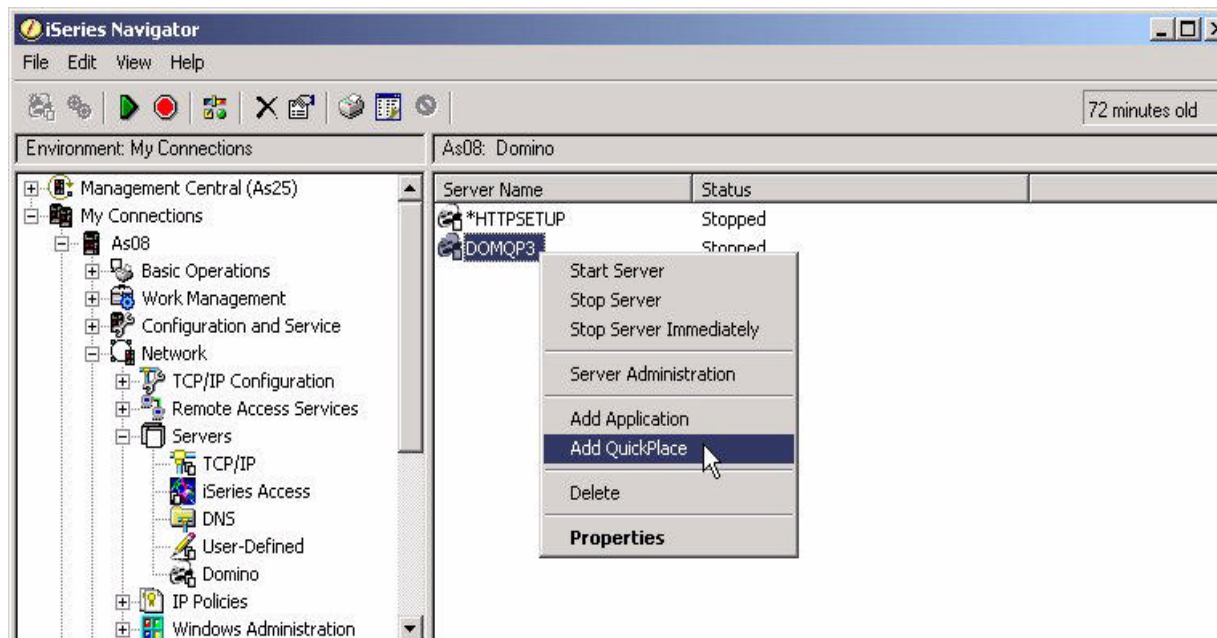 iSeries Navigator
File Edit View Help
72 minutes old
Environment: My Connections
As08: Domino
Management Central (As25)
My Connections
As08
Basic Operations
Work Management
Configuration and Service
Network
TCP/IP Configuration
Remote Access Services
Servers
TCP/IP
iSeries Access
DNS
User-Defined
Domino
IP Policies
Windows Administration
Server Name Status
*HTTPSETUP Stopped
DOMQP3 Stopped
Start Server
Stop Server
Stop Server Immediately
Server Administration
Add Application
Add QuickPlace
Delete
Properties